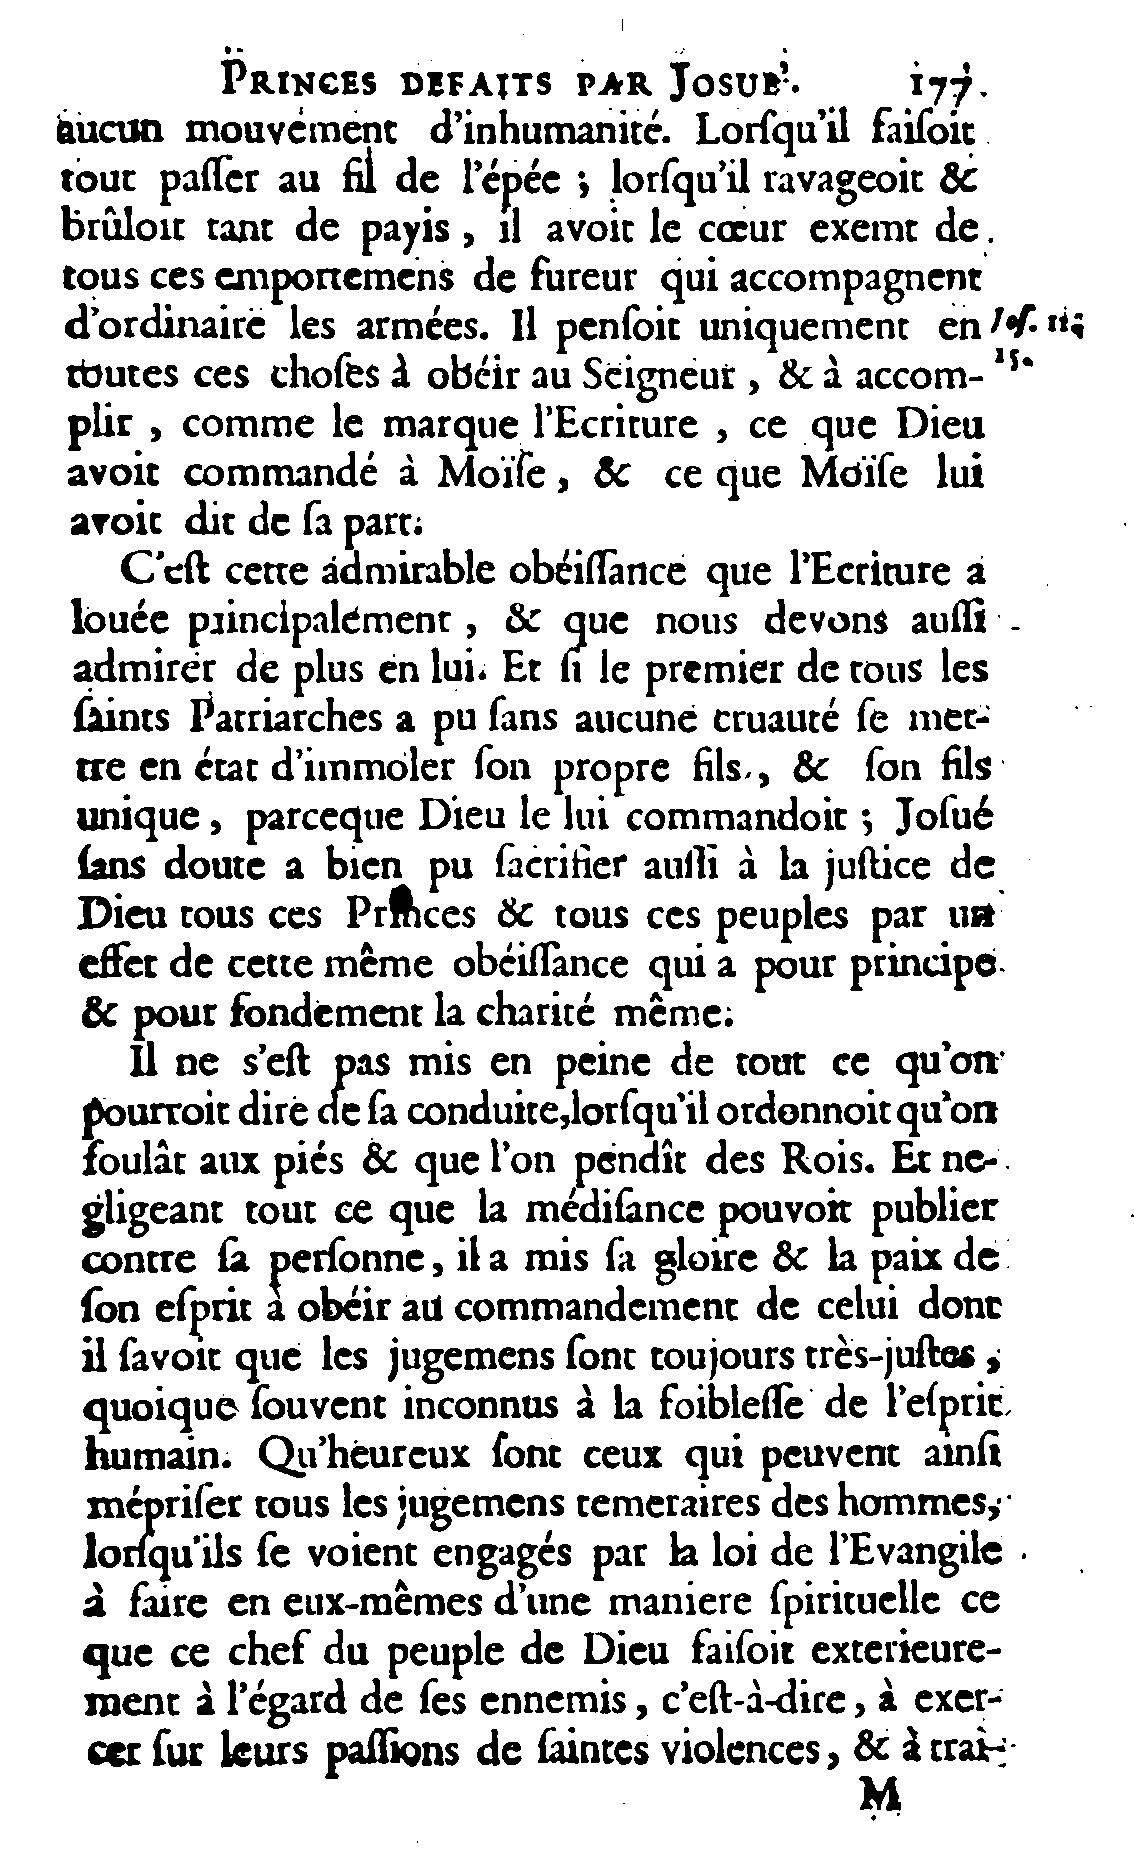 PRINCES DEFAITS PAR JOSUE'. 177
aucun mouvement d'inhumanité. Lorſqu'il faiſoit
tout paſſer au fil de l'épée ; lorſqu'il ravageoit &
brûloit tant de payis , il avoit le cœur exemt de
tous ces emportemens de fureur qui accompagnent
d'ordinaire les armées. Il penſoit uniquement en
Joſ. 11.
15.
toutes ces choſes à obéir au Seigneur , & à accom-
plir , comme le marque l'Ecriture , ce que Dieu
avoit commandé à Moïſe , & ce que Moïſe lui
avoit dit de ſa part.
C'eſt cette admirable obéiſſance que l'Ecriture a
louée principalement , & que nous devons auſſi
admirer de plus en lui. Et ſi le premier de tous les
ſaints Patriarches a pu ſans aucune cruauté ſe met-
tre en état d'immoler ſon propre fils , & ſon fils
unique , parceque Dieu le lui commandoit ; Joſué
ſans doute a bien pu ſacrifier auſſi à la juſtice de
Dieu tous ces Princes & tous ces peuples par un
effet de cette même obéiſſance qui a pour principe
& pour fondement la charité même.
Il ne s'eſt pas mis en peine de tout ce qu'on
pourroit dire de ſa conduite, lorſqu'il ordonnoit qu'on
foulât aux piés & que l'on pendît des Rois. Et ne-
gligeant tout ce que la médiſance pouvoit publier
contre ſa perſonne, il a mis ſa gloire & la paix de
ſon eſprit à obéir au commandement de celui dont
il ſavoit que les jugemens ſont toujours très-juſtes ,
quoique ſouvent inconnus à la foibleſſe de l'eſprit
humain. Qu'heureux ſont ceux qui peuvent ainſi
mépriſer tous les jugemens temeraires des hommes,
lorſqu'ils ſe voient engagés par la loi de l'Evangile
à faire en eux-mêmes d'une maniere ſpirituelle ce
que ce chef du peuple de Dieu faiſoit exterieure-
ment à l'égard de ſes ennemis , c'eſt-à-dire , à exer-
cer ſur leurs paſſions de ſaintes violences , & à trai-
M